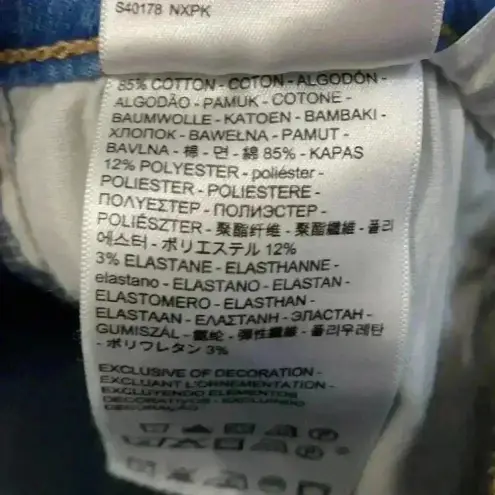 S40178 NXPK
85% COTTON - COTON - ALGODÓN -
ALGODÃO - PAMUK - COTONE -
BAUMWOLLE - KATOEN - BAMBAKI -
ХЛОПОК - BAWEŁNA - PAMUT -
BAVLNA - 棉 - 면 - 綿 85% - KAPAS
12% POLYESTER - poliéster -
POLIESTER - POLIESTERE -
ΠΟΛΥΕΣΤΕΡ - ПОЛИЭСТЕР -
POLIÉSZTER - 聚酯纤维 - 聚酯纖維 - 폴리
에스터 - ポリエステル 12%
3% ELASTANE - ELASTHANNE -
elastano - ELASTANO - ELASTAN -
ELASTOMERO - ELASTHAN -
ELASTAAN - ΕΛΑΣΤΑΝΗ - ЭЛАСТАН -
GUMISZÁL - 氨纶 - 彈性纖維 - 폴리우레탄
- ポリウレタン 3%
EXCLUSIVE OF DECORATION -
EXCLUANT L'ORNEMENTATION -
EXCLUYENDO ELEMENTOS
DECORATIVOS